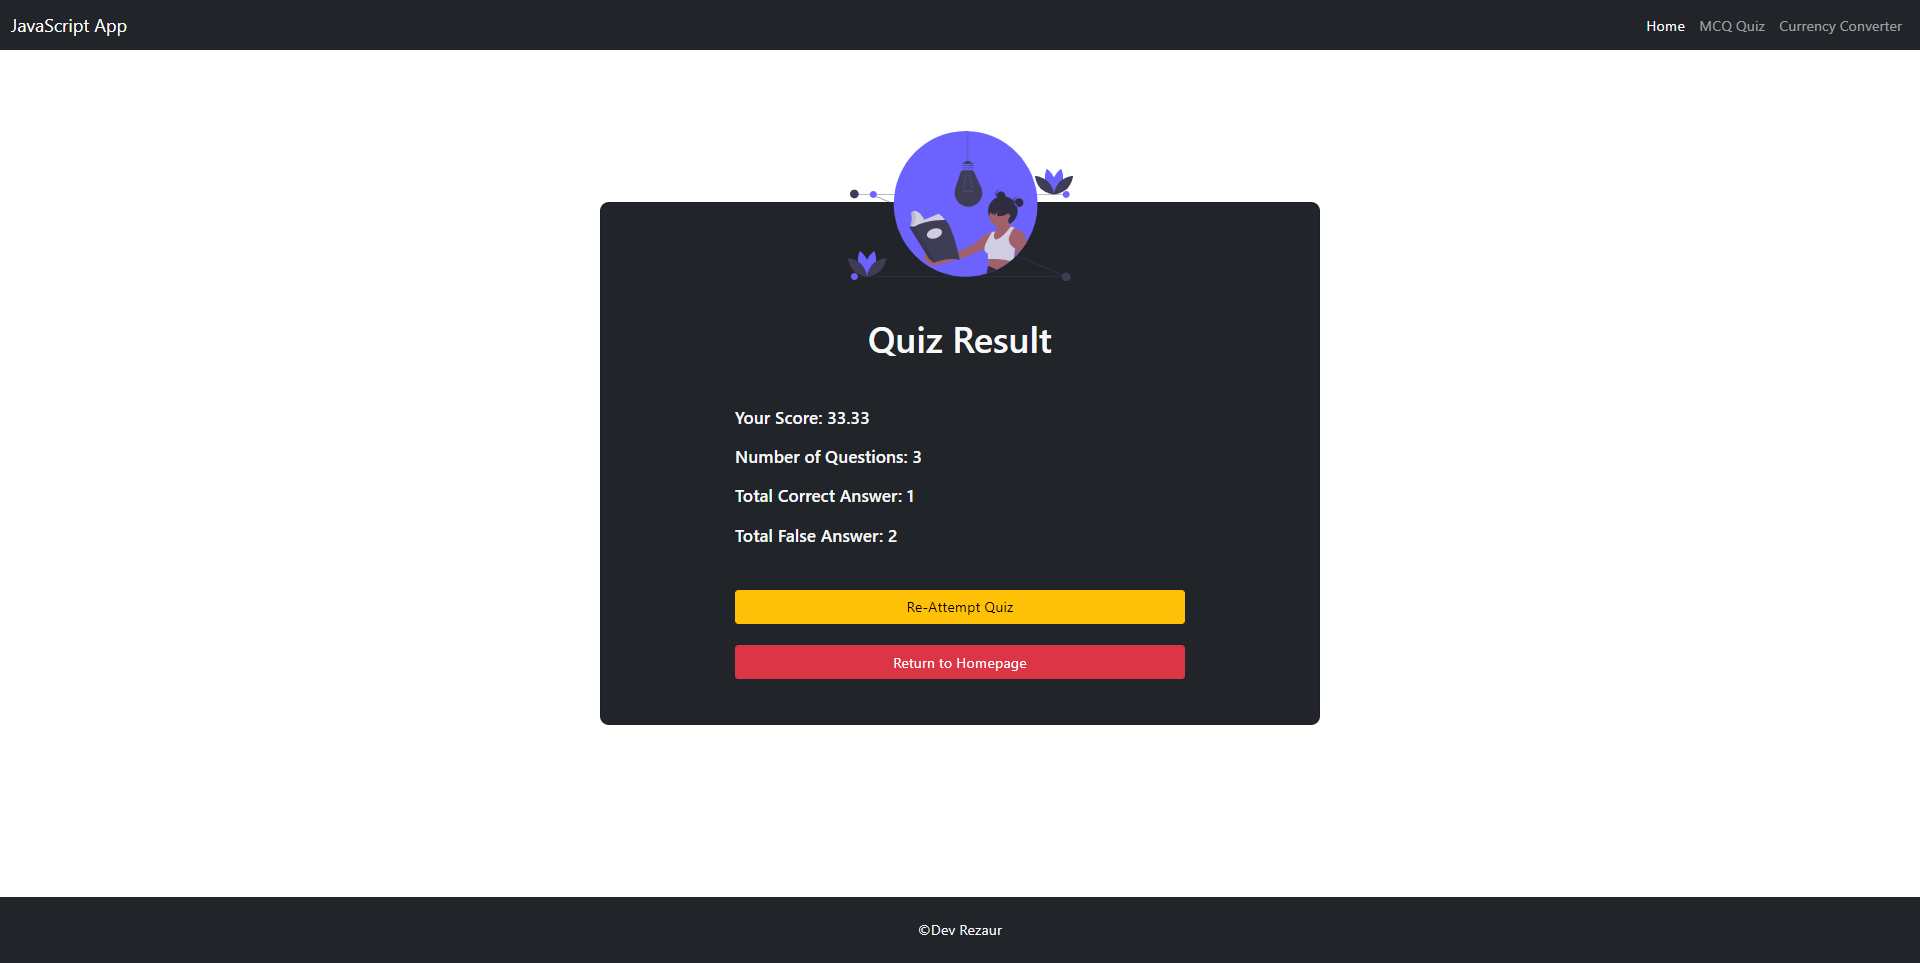 JavaScript App
Home MCQ Quiz Currency Converter
Quiz Result
Your Score: 33.33
Number of Questions: 3
Total Correct Answer: 1
Total False Answer: 2
Re-Attempt Quiz
Return to Homepage
©Dev Rezaur